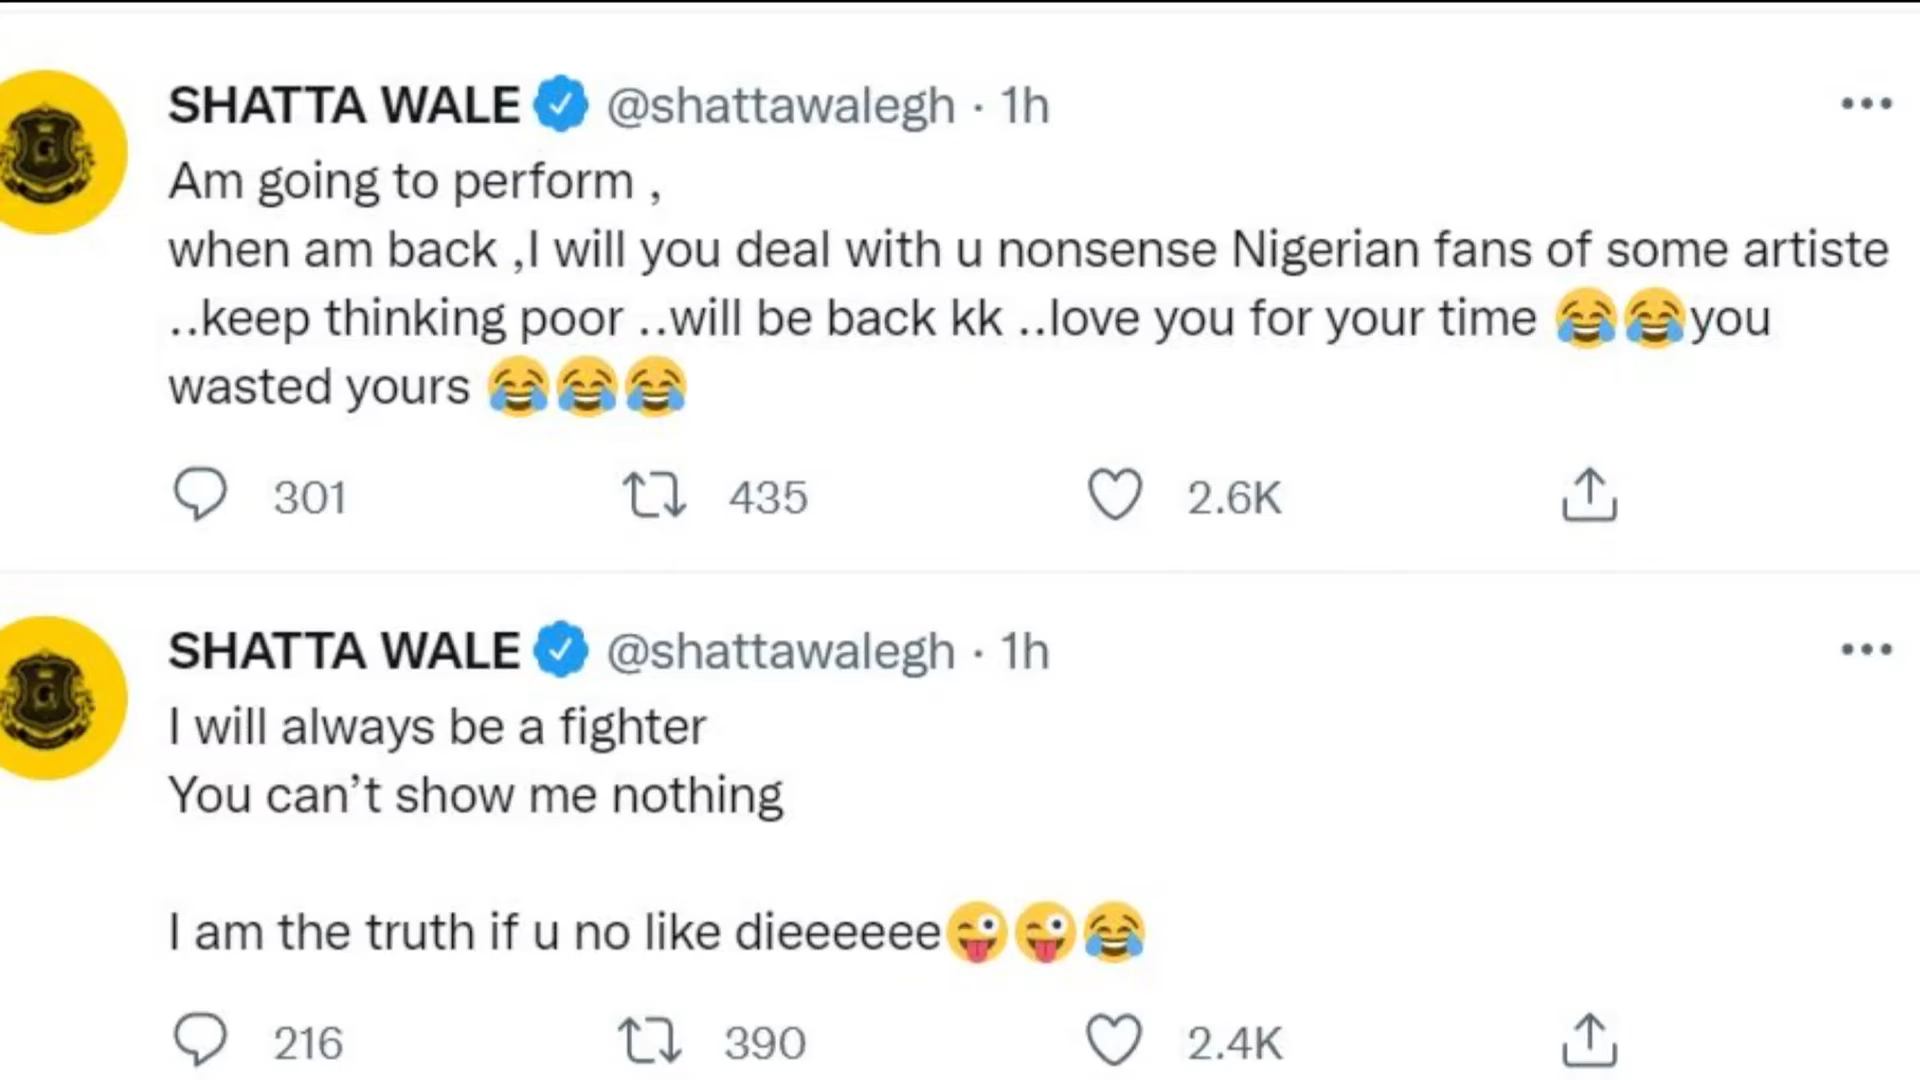 SHATTA WALE @shattawalegh · 1h
Am going to perform ,
when am back ,I will you deal with u nonsense Nigerian fans of some artiste
..keep thinking poor ..will be back kk ..love you for your time 😂😂you
wasted yours 😂😂😂
301 435 2.6K
SHATTA WALE @shattawalegh · 1h
I will always be a fighter
You can’t show me nothing
I am the truth if u no like dieeeeee😜😜😂
216 390 2.4K